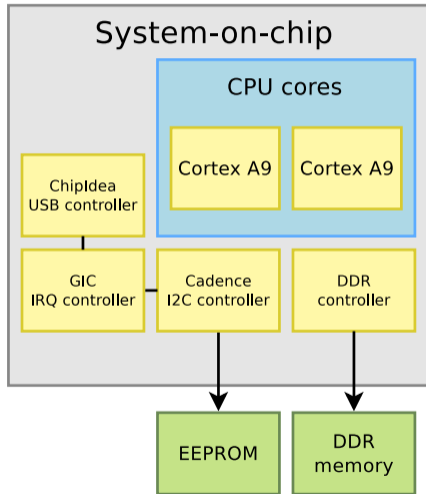 System-on-chip
CPU cores
Cortex A9
Cortex A9
ChipIdea
USB controller
GIC
IRQ controller
Cadence
I2C controller
DDR
controller
EEPROM
DDR
memory